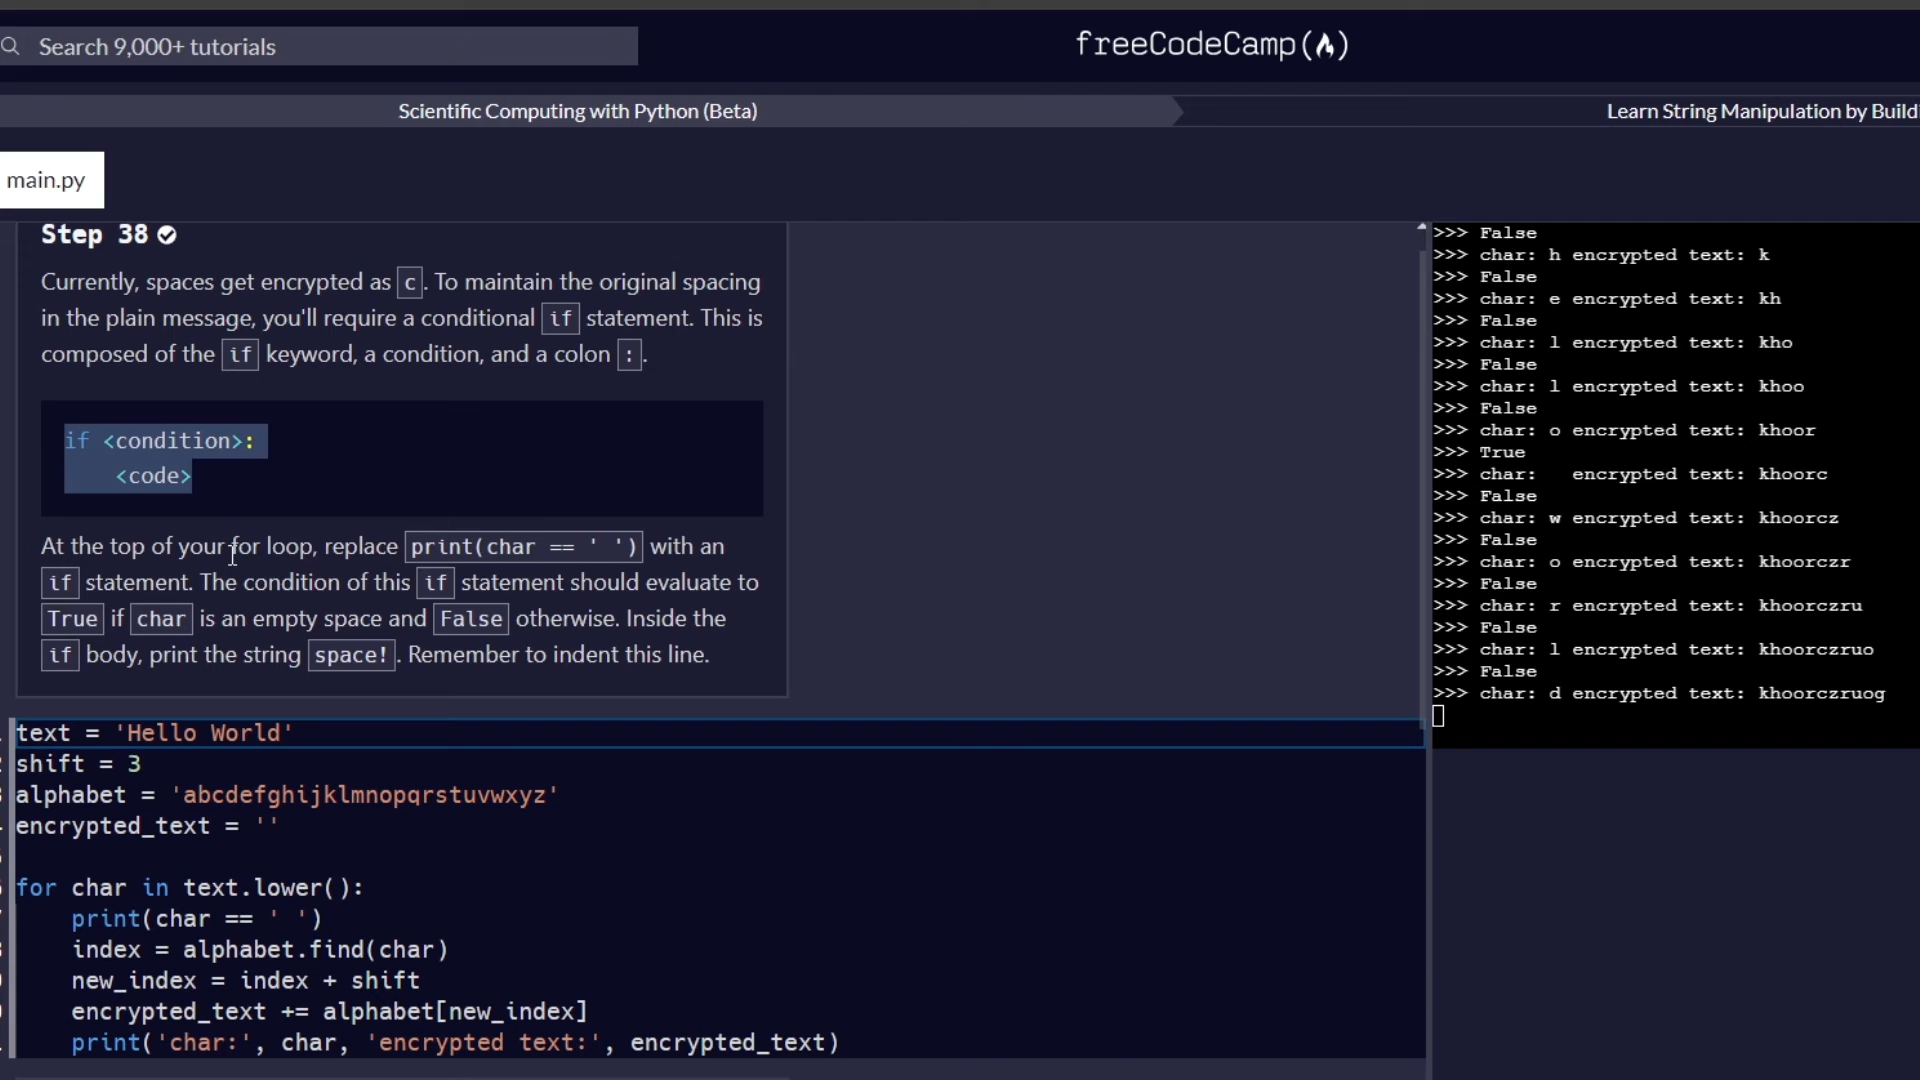 Search 9,000+ tutorials
freeCodeCamp(🔥)
Scientific Computing with Python (Beta)
Learn String Manipulation by Build
main.py
Step 38
Currently, spaces get encrypted as c. To maintain the original spacing
in the plain message, you'll require a conditional if statement. This is
composed of the if keyword, a condition, and a colon :.
if <condition>:
    <code>
At the top of your for loop, replace print(char == ' ') with an
if statement. The condition of this if statement should evaluate to
True if char is an empty space and False otherwise. Inside the
if body, print the string space!. Remember to indent this line.
text = 'Hello World'
shift = 3
alphabet = 'abcdefghijklmnopqrstuvwxyz'
encrypted_text = ''
for char in text.lower():
    print(char == ' ')
    index = alphabet.find(char)
    new_index = index + shift
    encrypted_text += alphabet[new_index]
    print('char:', char, 'encrypted text:', encrypted_text)
>>> False
>>> char: h encrypted text: k
>>> False
>>> char: e encrypted text: kh
>>> False
>>> char: l encrypted text: kho
>>> False
>>> char: l encrypted text: khoo
>>> False
>>> char: o encrypted text: khoor
>>> True
>>> char:   encrypted text: khoorc
>>> False
>>> char: w encrypted text: khoorcz
>>> False
>>> char: o encrypted text: khoorczr
>>> False
>>> char: r encrypted text: khoorczru
>>> False
>>> char: l encrypted text: khoorczruo
>>> False
>>> char: d encrypted text: khoorczruog